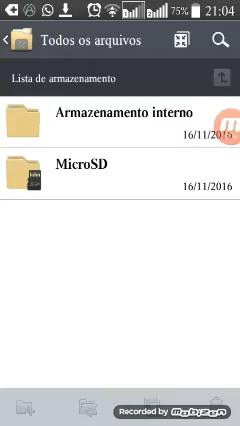 75% 21:04
Todos os arquivos
Lista de armazenamento
Armazenamento interno
16/11/2016
MicroSD
16/11/2016
Recorded by Mobizen